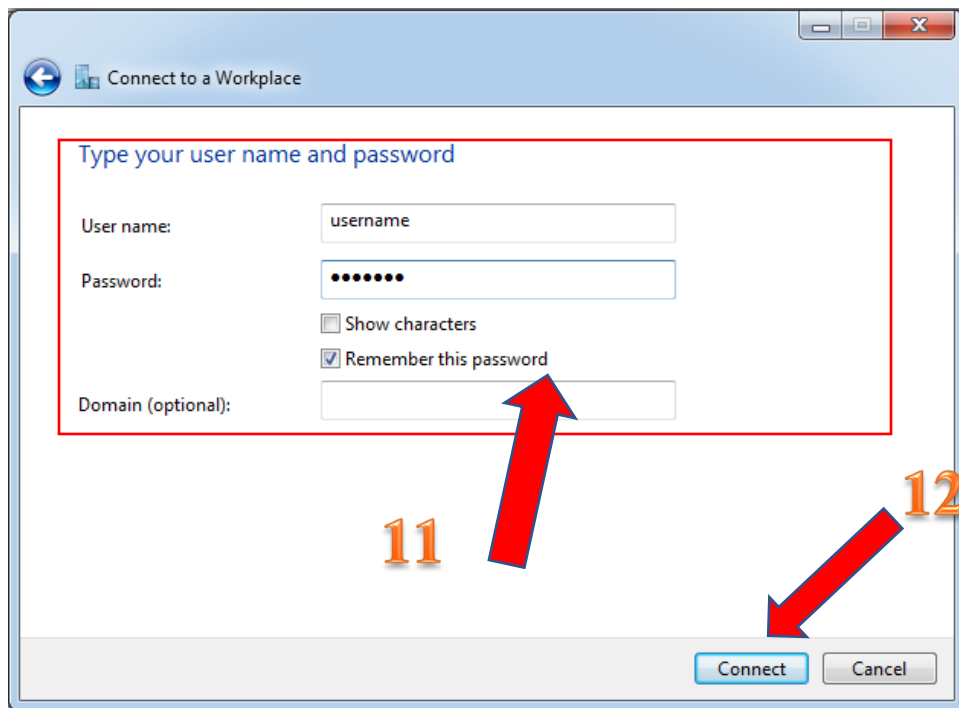 Connect to a Workplace
Type your user name and password
User name: username
Password: •••••••
Show characters
Remember this password
Domain (optional):
11
12
Connect Cancel